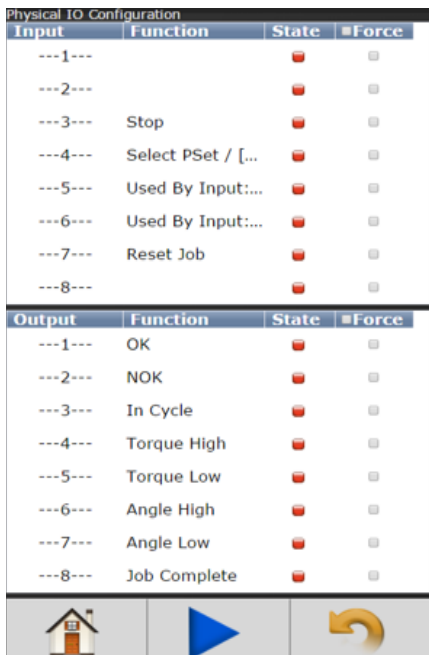 Physical IO Configuration
Input Function State Force
---1---
---2---
---3--- Stop
---4--- Select PSet / [...
---5--- Used By Input:...
---6--- Used By Input:...
---7--- Reset Job
---8---
Output Function State Force
---1--- OK
---2--- NOK
---3--- In Cycle
---4--- Torque High
---5--- Torque Low
---6--- Angle High
---7--- Angle Low
---8--- Job Complete